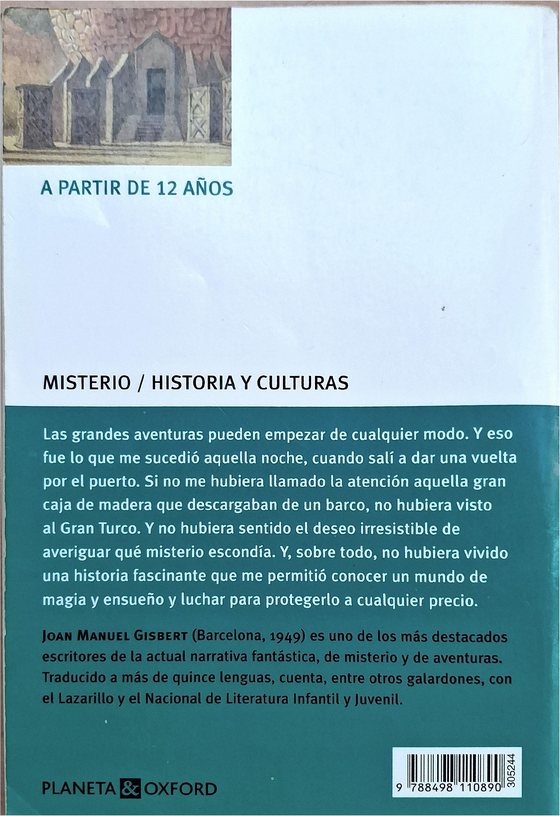 A PARTIR DE 12 AÑOS
MISTERIO / HISTORIA Y CULTURAS
Las grandes aventuras pueden empezar de cualquier modo. Y eso
fue lo que me sucedió aquella noche, cuando salí a dar una vuelta
por el puerto. Si no me hubiera llamado la atención aquella gran
caja de madera que descargaban de un barco, no hubiera visto
al Gran Turco. Y no hubiera sentido el deseo irresistible de
averiguar qué misterio escondía. Y, sobre todo, no hubiera vivido
una historia fascinante que me permitió conocer un mundo de
magia y ensueño y luchar para protegerlo a cualquier precio.
JOAN MANUEL GISBERT (Barcelona, 1949) es uno de los más destacados
escritores de la actual narrativa fantástica, de misterio y de aventuras.
Traducido a más de quince lenguas, cuenta, entre otros galardones, con
el Lazarillo y el Nacional de Literatura Infantil y Juvenil.
PLANETA & OXFORD
9 788498 110890
305244